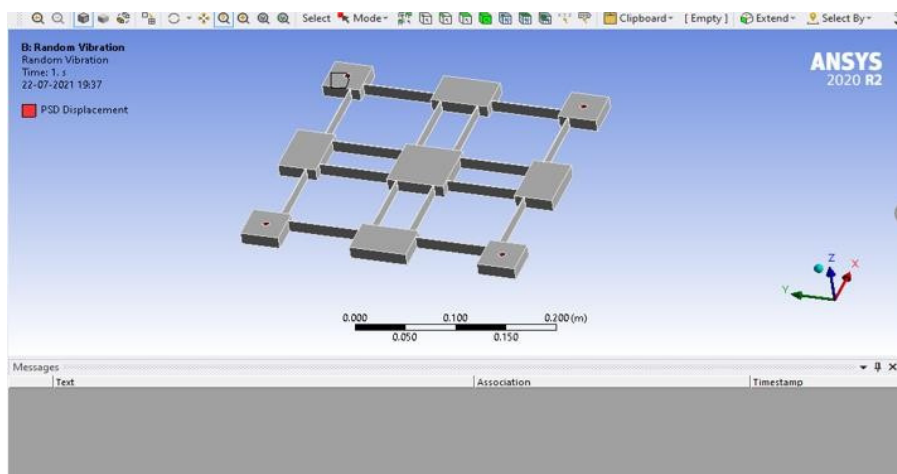 Select Mode Clipboard [ Empty ] Extend Select By
B: Random Vibration
Random Vibration
Time: 1. s
22-07-2021 19:37
PSD Displacement
ANSYS
2020 R2
Z
X
Y
0.000 0.100 0.200 (m)
0.050 0.150
Messages
Text Association Timestamp